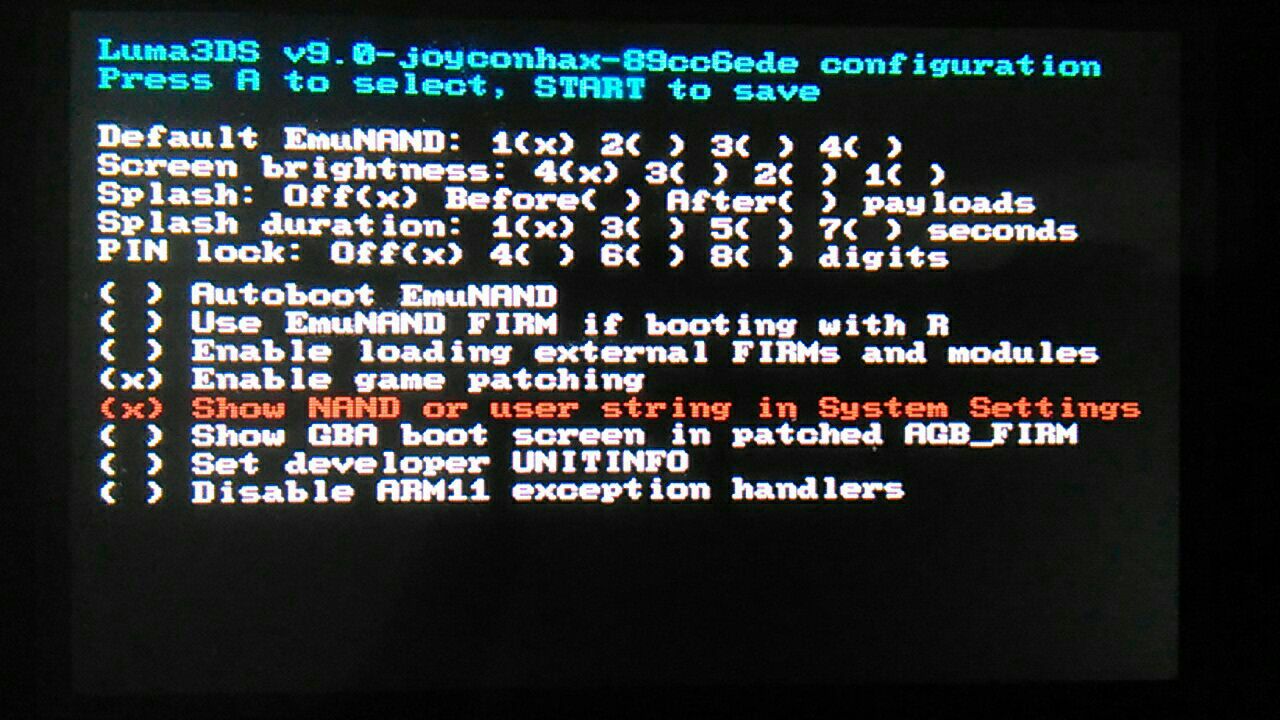 Luma3DS v9.0-joyconhax-89cc6ede configuration
Press A to select, START to save
Default EmuNAND: 1(x) 2( ) 3( ) 4( )
Screen brightness: 4(x) 3( ) 2( ) 1( )
Splash: Off(x) Before( ) After( ) payloads
Splash duration: 1(x) 3( ) 5( ) 7( ) seconds
PIN lock: Off(x) 4( ) 6( ) 8( ) digits
( ) Autoboot EmuNAND
( ) Use EmuNAND FIRM if booting with R
( ) Enable loading external FIRMs and modules
(x) Enable game patching
(x) Show NAND or user string in System Settings
( ) Show GBA boot screen in patched AGB_FIRM
( ) Set developer UNITINFO
( ) Disable ARM11 exception handlers